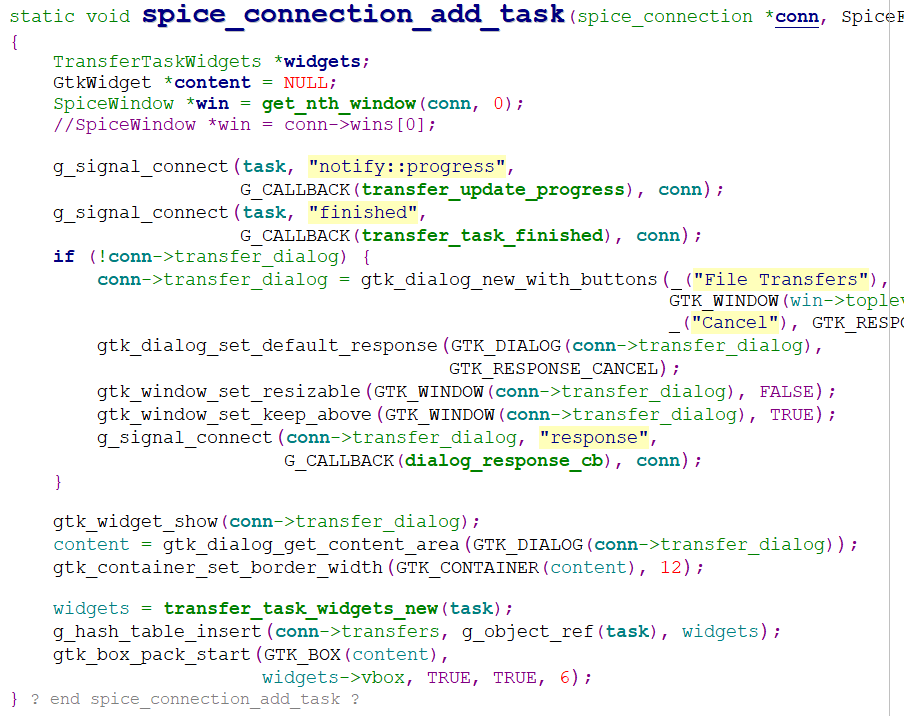 static void spice_connection_add_task(spice_connection *conn, SpiceF
{
    TransferTaskWidgets *widgets;
    GtkWidget *content = NULL;
    SpiceWindow *win = get_nth_window(conn, 0);
    //SpiceWindow *win = conn->wins[0];

    g_signal_connect(task, "notify::progress",
                     G_CALLBACK(transfer_update_progress), conn);
    g_signal_connect(task, "finished",
                     G_CALLBACK(transfer_task_finished), conn);
    if (!conn->transfer_dialog) {
        conn->transfer_dialog = gtk_dialog_new_with_buttons(_("File Transfers"),
                                                            GTK_WINDOW(win->toplev
                                                            _("Cancel"), GTK_RESPO
        gtk_dialog_set_default_response(GTK_DIALOG(conn->transfer_dialog),
                                        GTK_RESPONSE_CANCEL);
        gtk_window_set_resizable(GTK_WINDOW(conn->transfer_dialog), FALSE);
        gtk_window_set_keep_above(GTK_WINDOW(conn->transfer_dialog), TRUE);
        g_signal_connect(conn->transfer_dialog, "response",
                         G_CALLBACK(dialog_response_cb), conn);
    }

    gtk_widget_show(conn->transfer_dialog);
    content = gtk_dialog_get_content_area(GTK_DIALOG(conn->transfer_dialog));
    gtk_container_set_border_width(GTK_CONTAINER(content), 12);

    widgets = transfer_task_widgets_new(task);
    g_hash_table_insert(conn->transfers, g_object_ref(task), widgets);
    gtk_box_pack_start(GTK_BOX(content),
                       widgets->vbox, TRUE, TRUE, 6);
} ? end spice_connection_add_task ?